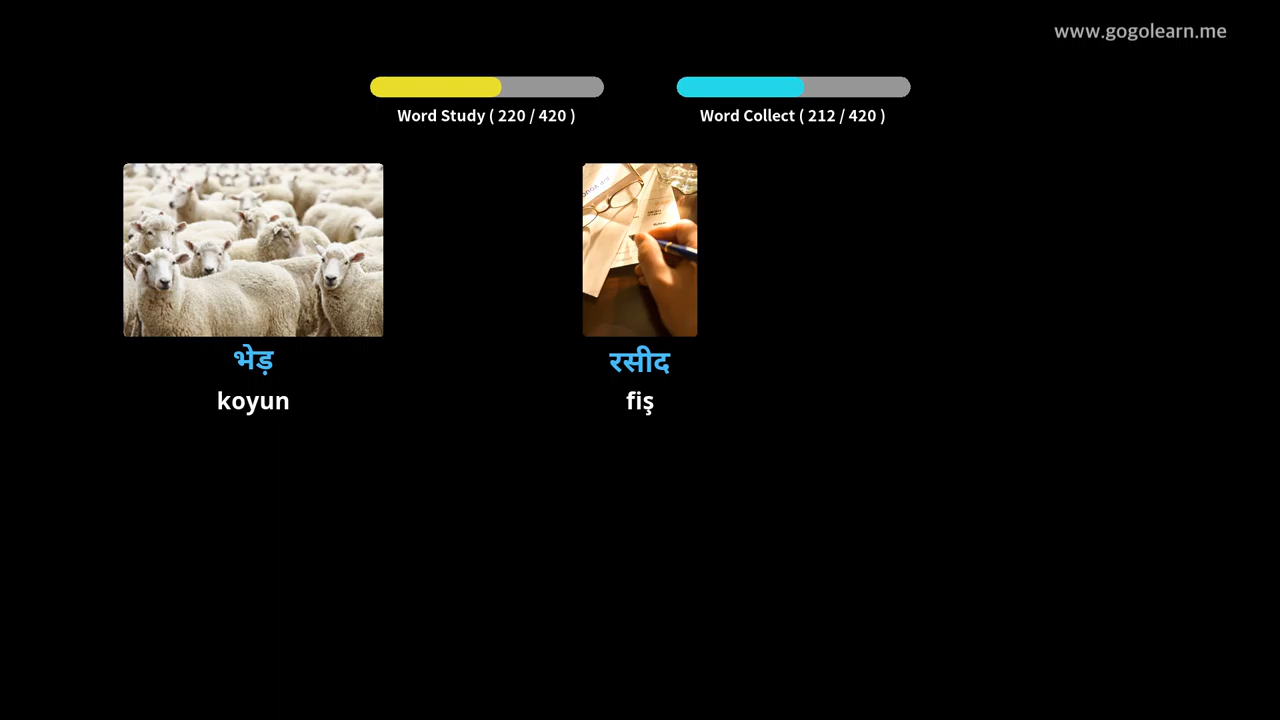 www.gogolearn.me
Word Study ( 220 / 420 )
Word Collect ( 212 / 420 )
भेड़
koyun
रसीद
fiş